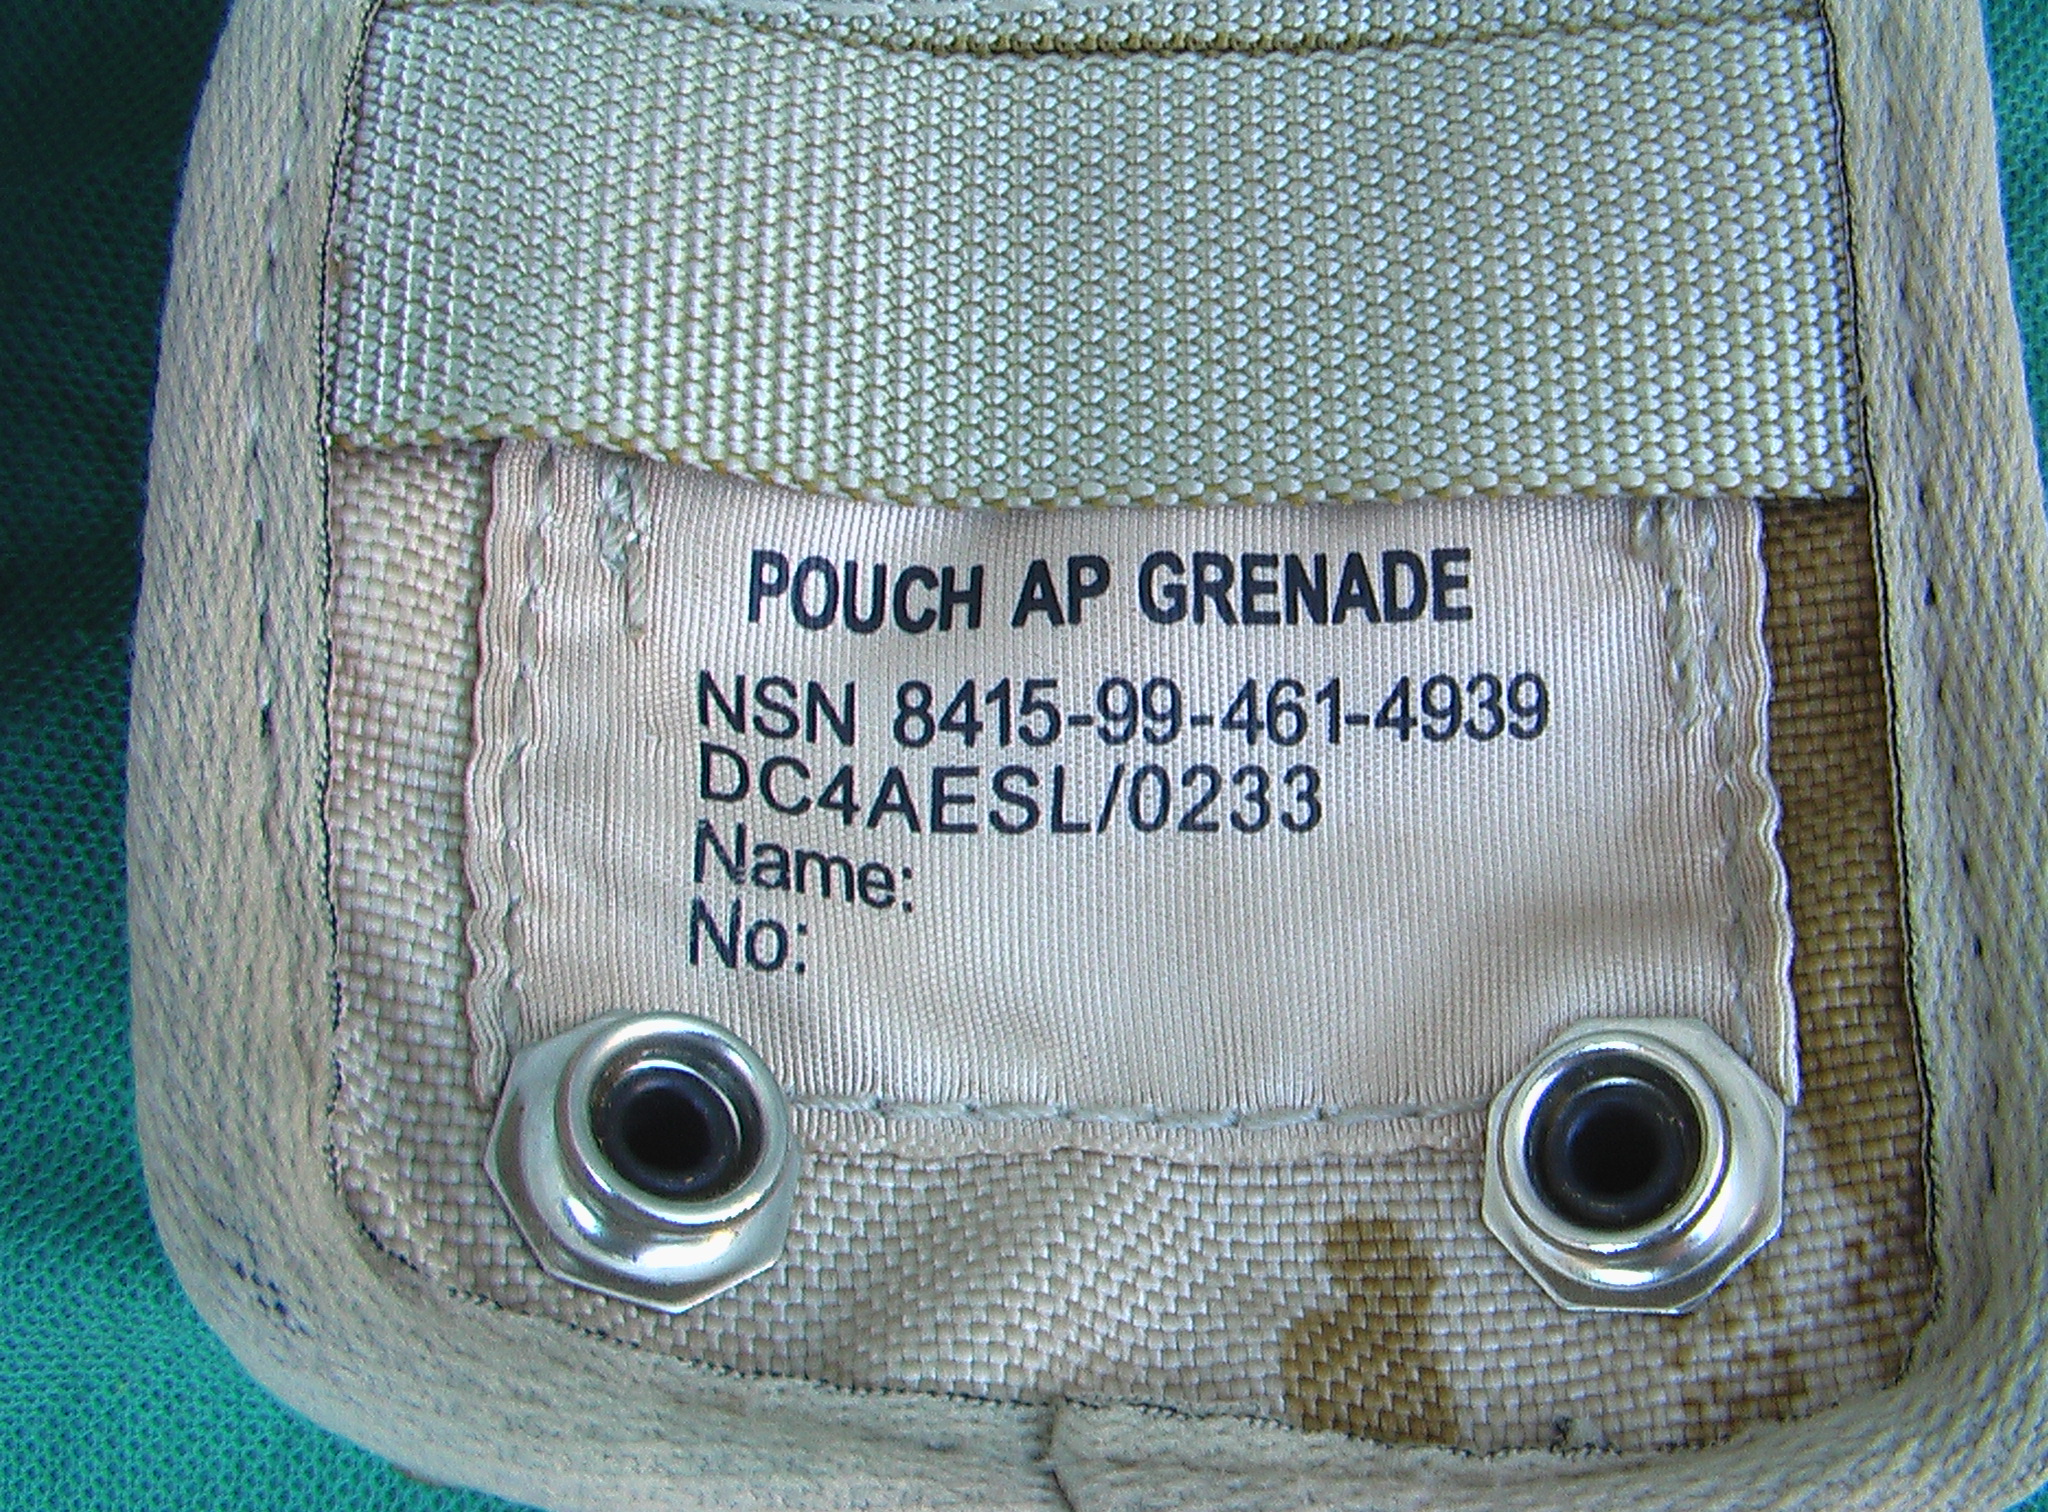 POUCH AP GRENADE
NSN 8415-99-461-4939
DC4AESL/0233
Name:
No: